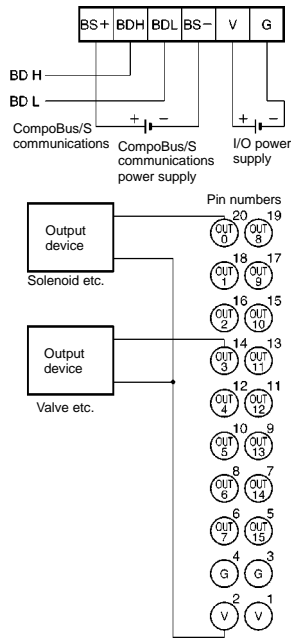 BS+ BDH BDL BS− V G
BD H
BD L
+ − + −
CompoBus/S
communications
CompoBus/S
communications
power supply
I/O power
supply
Pin numbers
Output
device
Solenoid etc.
Output
device
Valve etc.
20 19
OUT 0 OUT 8
18 17
OUT 1 OUT 9
16 15
OUT 2 OUT 10
14 13
OUT 3 OUT 11
12 11
OUT 4 OUT 12
10 9
OUT 5 OUT 13
8 7
OUT 6 OUT 14
6 5
OUT 7 OUT 15
4 3
G G
2 1
V V